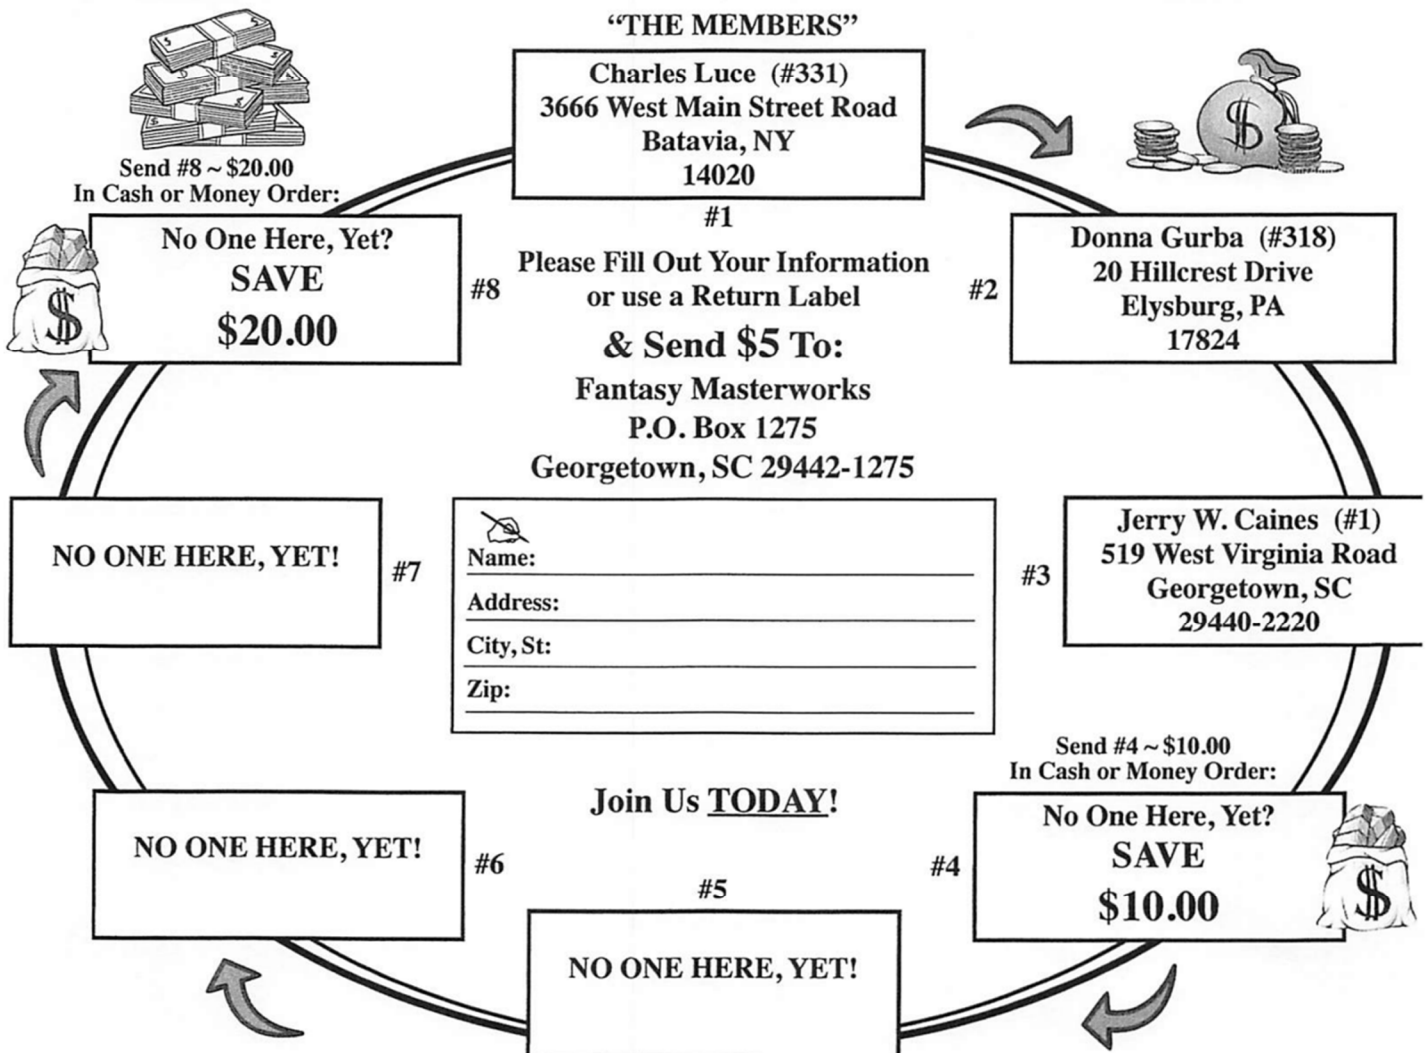 “THE MEMBERS”
Charles Luce (#331)
3666 West Main Street Road
Batavia, NY
14020
#1
Donna Gurba (#318)
20 Hillcrest Drive
Elysburg, PA
17824
#2
Jerry W. Caines (#1)
519 West Virginia Road
Georgetown, SC
29440-2220
#3
Send #4 ~ $10.00
In Cash or Money Order:
No One Here, Yet?
SAVE
$10.00
#4
#5
NO ONE HERE, YET!
NO ONE HERE, YET!
#6
NO ONE HERE, YET!
#7
Send #8 ~ $20.00
In Cash or Money Order:
No One Here, Yet?
SAVE
$20.00
#8
Please Fill Out Your Information
or use a Return Label
& Send $5 To:
Fantasy Masterworks
P.O. Box 1275
Georgetown, SC 29442-1275
Name:
Address:
City, St:
Zip:
Join Us TODAY!
$
$
$